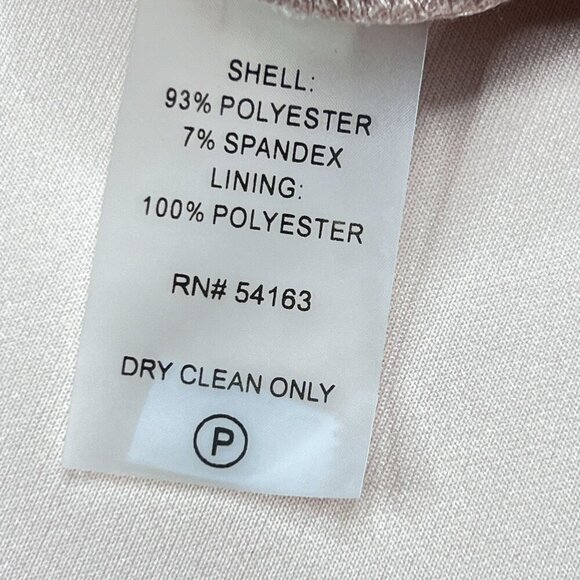 SHELL:
93% POLYESTER
7% SPANDEX
LINING:
100% POLYESTER
RN# 54163
DRY CLEAN ONLY
P